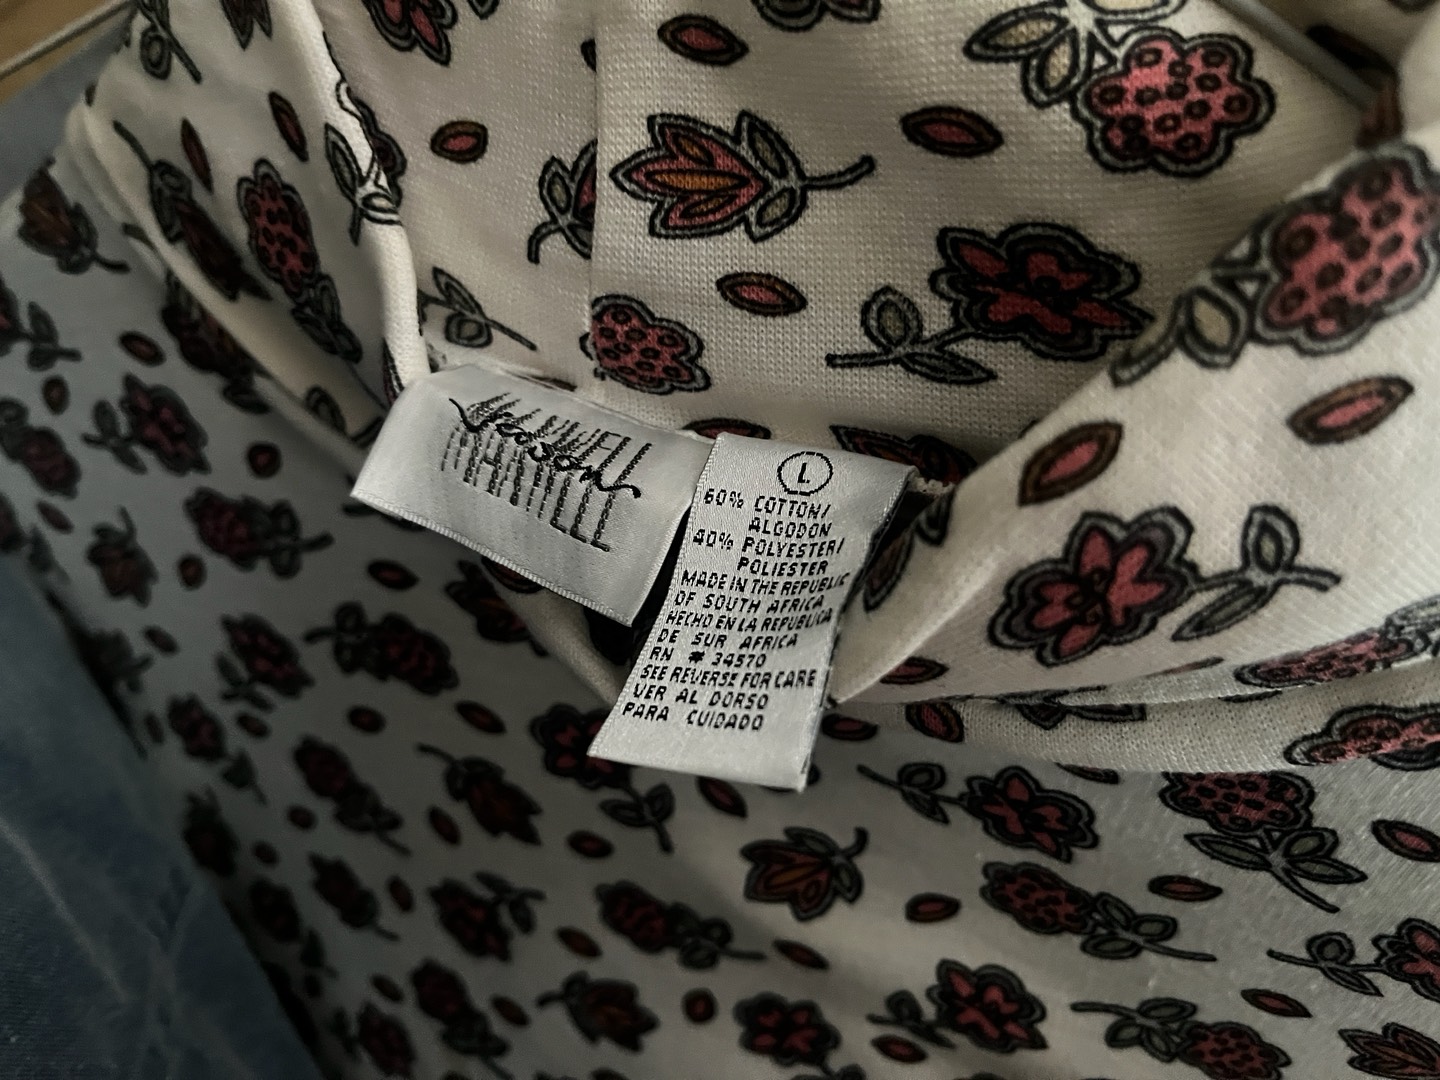 Jason
MAXWELL
L
60% COTTON/
ALGODON
40% POLYESTER/
POLIESTER
MADE IN THE REPUBLIC
OF SOUTH AFRICA
HECHO EN LA REPUBLICA
DE SUR AFRICA
RN # 34570
SEE REVERSE FOR CARE
VER AL DORSO
PARA CUIDADO